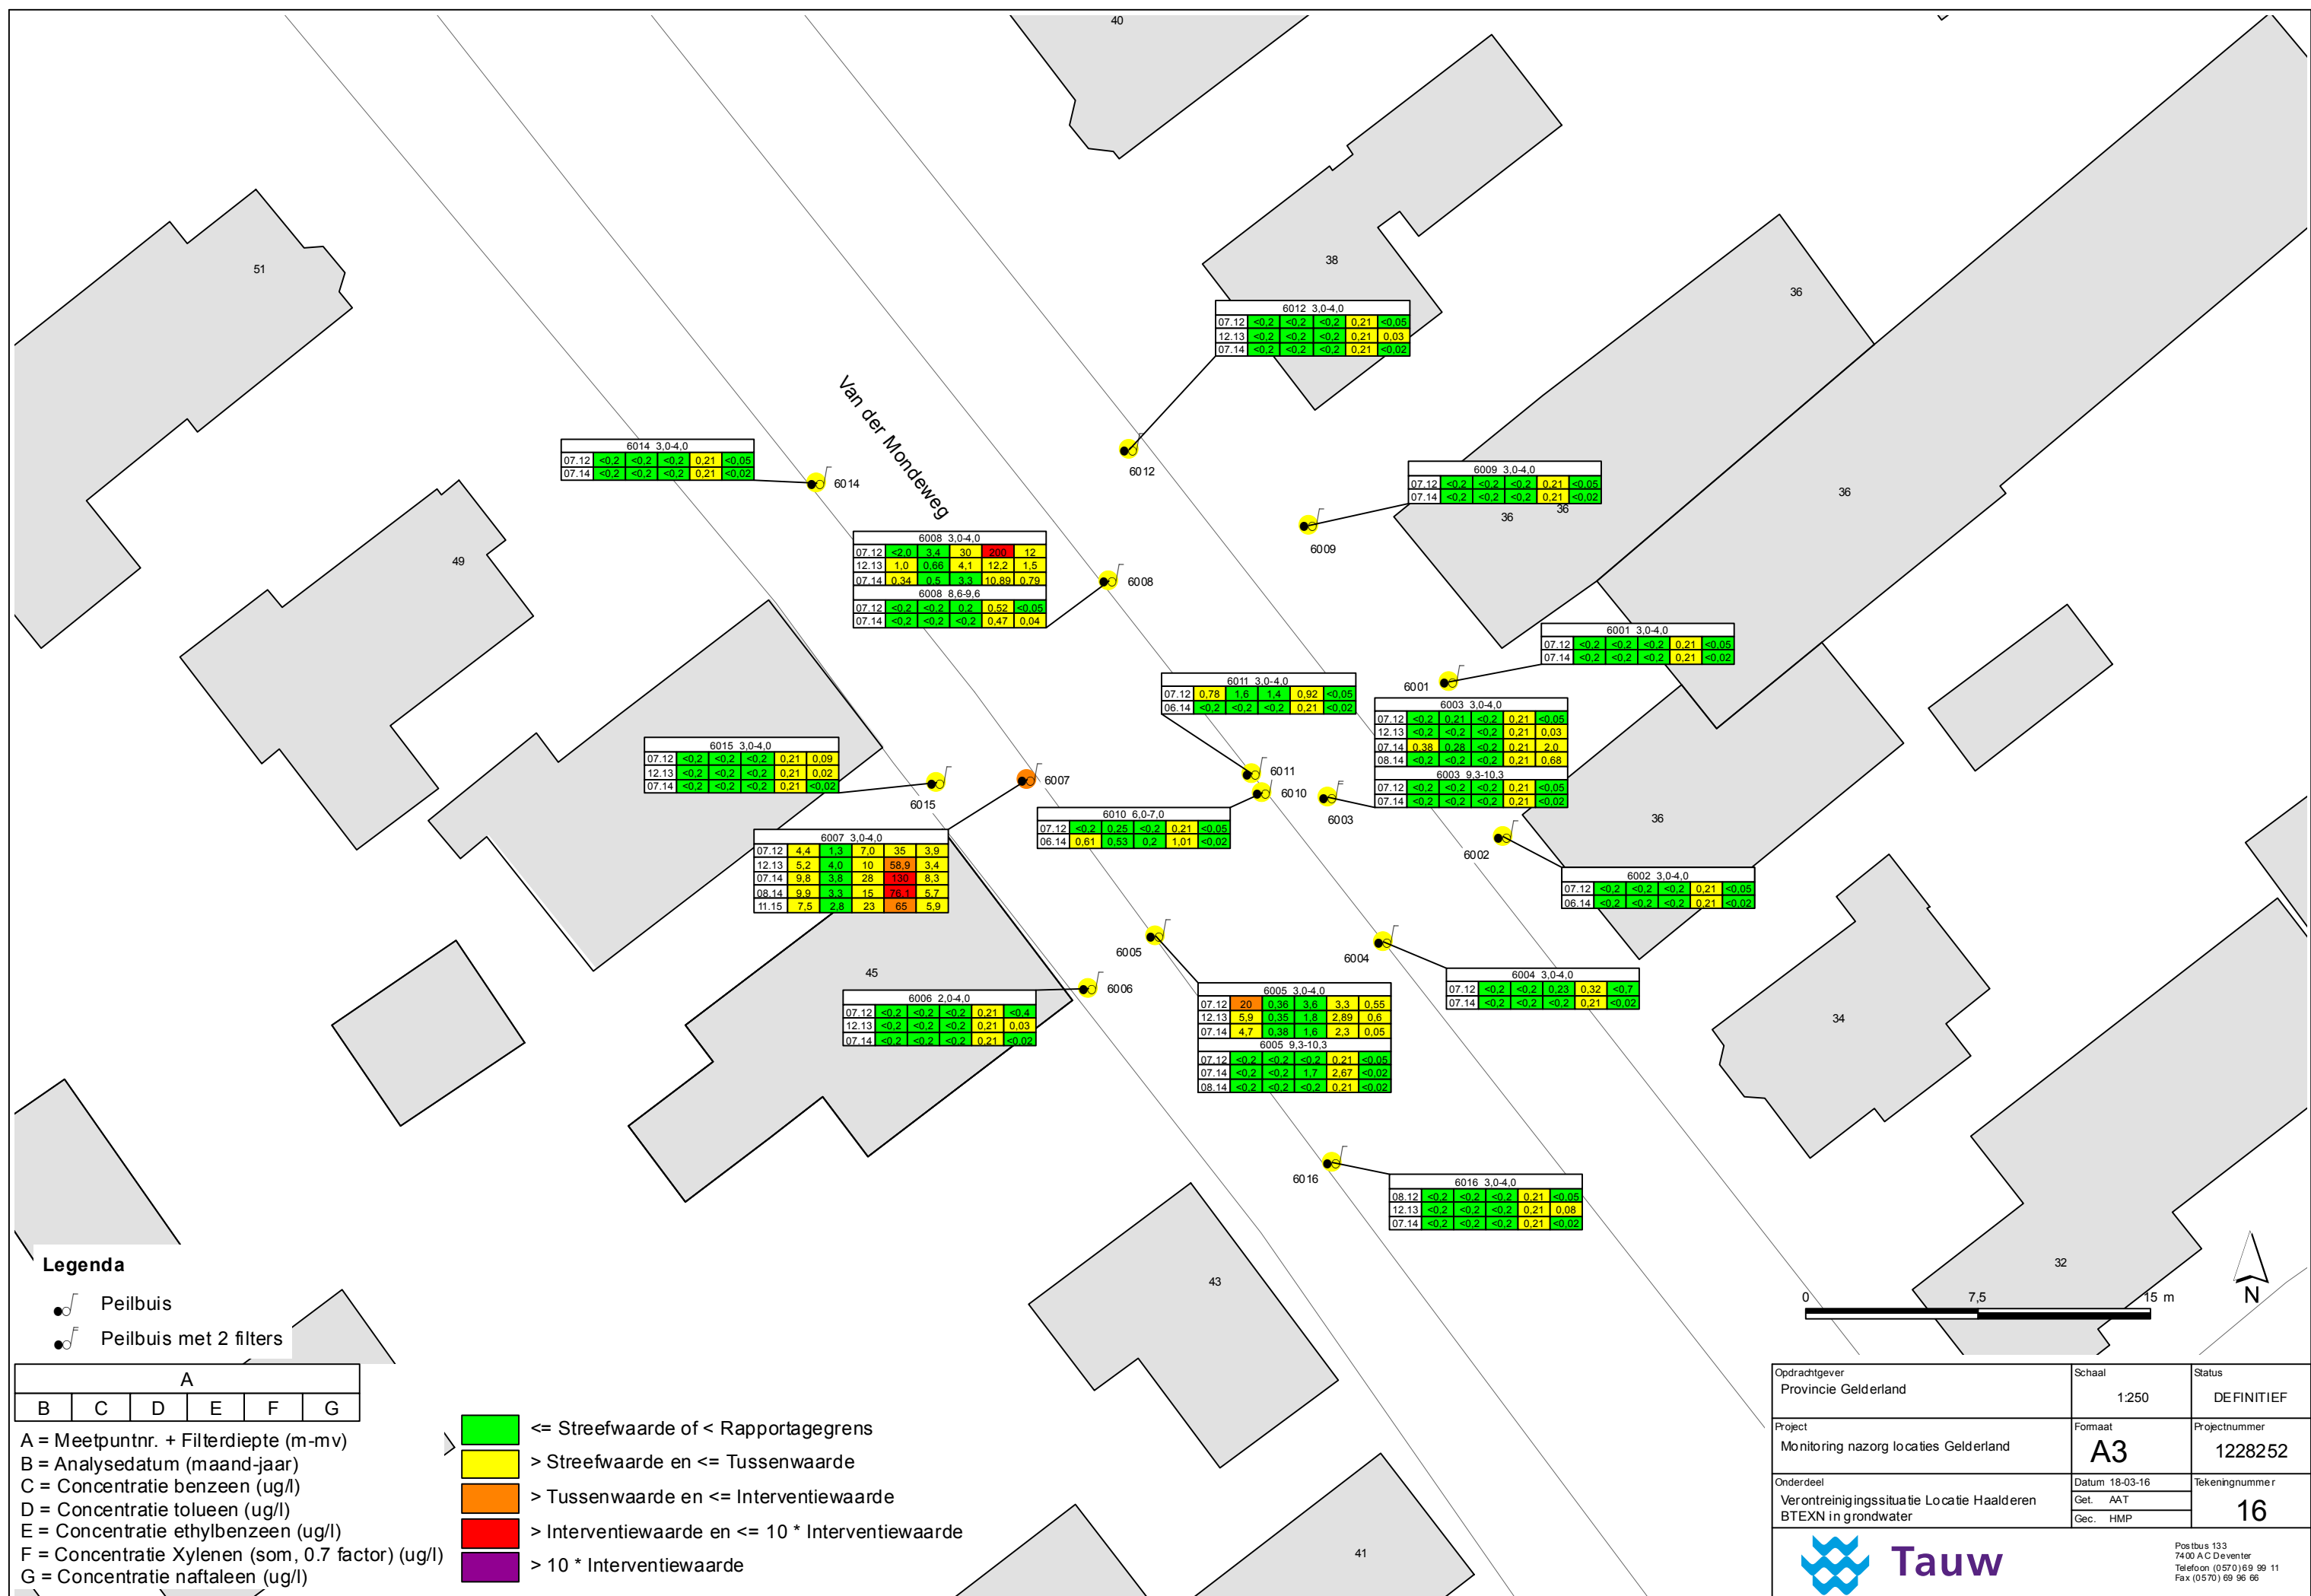 40
51
38
36
6012 3,0-4,0
07.12 <0,2 <0,2 <0,2 0,21 <0,05
12.13 <0,2 <0,2 <0,2 0,21 0,03
07.14 <0,2 <0,2 <0,2 0,21 <0,02
Van der Mondeweg
6014 3,0-4,0
07.12 <0,2 <0,2 <0,2 0,21 <0,05
07.14 <0,2 <0,2 <0,2 0,21 <0,02
6014
6012
6009 3,0-4,0
07.12 <0,2 <0,2 <0,2 0,21 <0,05
07.14 <0,2 <0,2 <0,2 0,21 <0,02
36
36
36
6009
49
6008 3,0-4,0
07.12 <2,0 3,4 30 200 12
12.13 1,0 0,66 4,1 12,2 1,5
07.14 0,34 0,5 3,3 10,89 0,79
6008 8,6-9,6
07.12 <0,2 <0,2 0,2 0,52 <0,05
07.14 <0,2 <0,2 <0,2 0,47 0,04
6008
6001 3,0-4,0
07.12 <0,2 <0,2 <0,2 0,21 <0,05
07.14 <0,2 <0,2 <0,2 0,21 <0,02
6001
6011 3,0-4,0
07.12 0,78 1,6 1,4 0,92 <0,05
06.14 <0,2 <0,2 <0,2 0,21 <0,02
6003 3,0-4,0
07.12 <0,2 0,21 <0,2 0,21 <0,05
12.13 <0,2 <0,2 <0,2 0,21 0,03
07.14 0,38 0,28 <0,2 0,21 2,0
08.14 <0,2 <0,2 <0,2 0,21 0,68
6003 9,3-10,3
07.12 <0,2 <0,2 <0,2 0,21 <0,05
07.14 <0,2 <0,2 <0,2 0,21 <0,02
6015 3,0-4,0
07.12 <0,2 <0,2 <0,2 0,21 0,09
12.13 <0,2 <0,2 <0,2 0,21 0,02
07.14 <0,2 <0,2 <0,2 0,21 <0,02
6015
6007
6011
6010
6003
6010 6,0-7,0
07.12 <0,2 0,25 <0,2 0,21 <0,05
06.14 0,61 0,53 0,2 1,01 <0,02
36
6007 3,0-4,0
07.12 4,4 1,3 7,0 35 3,9
12.13 5,2 4,0 10 58,9 3,4
07.14 9,8 3,8 28 130 8,3
08.14 9,9 3,3 15 76,1 5,7
11.15 7,5 2,8 23 65 5,9
6002
6002 3,0-4,0
07.12 <0,2 <0,2 <0,2 0,21 <0,05
06.14 <0,2 <0,2 <0,2 0,21 <0,02
6005
6004
45
6006 2,0-4,0
07.12 <0,2 <0,2 <0,2 0,21 <0,4
12.13 <0,2 <0,2 <0,2 0,21 0,03
07.14 <0,2 <0,2 <0,2 0,21 <0,02
6006
6005 3,0-4,0
07.12 20 0,36 3,6 3,3 0,55
12.13 5,9 0,35 1,8 2,89 0,6
07.14 4,7 0,38 1,6 2,3 0,05
6005 9,3-10,3
07.12 <0,2 <0,2 <0,2 0,21 <0,05
07.14 <0,2 <0,2 1,7 2,67 <0,02
08.14 <0,2 <0,2 <0,2 0,21 <0,02
6004 3,0-4,0
07.12 <0,2 <0,2 0,23 0,32 <0,7
07.14 <0,2 <0,2 <0,2 0,21 <0,02
34
6016
6016 3,0-4,0
08.12 <0,2 <0,2 <0,2 0,21 <0,05
12.13 <0,2 <0,2 <0,2 0,21 0,08
07.14 <0,2 <0,2 <0,2 0,21 <0,02
43
32
41
0 7,5 15 m
N
Legenda
Peilbuis
Peilbuis met 2 filters
A
B C D E F G
A = Meetpuntnr. + Filterdiepte (m-mv)
B = Analysedatum (maand-jaar)
C = Concentratie benzeen (ug/l)
D = Concentratie tolueen (ug/l)
E = Concentratie ethylbenzeen (ug/l)
F = Concentratie Xylenen (som, 0.7 factor) (ug/l)
G = Concentratie naftaleen (ug/l)
<= Streefwaarde of < Rapportagegrens
> Streefwaarde en <= Tussenwaarde
> Tussenwaarde en <= Interventiewaarde
> Interventiewaarde en <= 10 * Interventiewaarde
> 10 * Interventiewaarde
Opdrachtgever
Provincie Gelderland
Schaal
1:250
Status
DEFINITIEF
Project
Monitoring nazorg locaties Gelderland
Formaat
A3
Projectnummer
1228252
Onderdeel
Verontreinigingssituatie Locatie Haalderen
BTEXN in grondwater
Datum 18-03-16
Get. AAT
Gec. HMP
Tekeningnummer
16
Tauw
Postbus 133
7400 AC Deventer
Telefoon (0570) 69 99 11
Fax (0570) 69 96 66